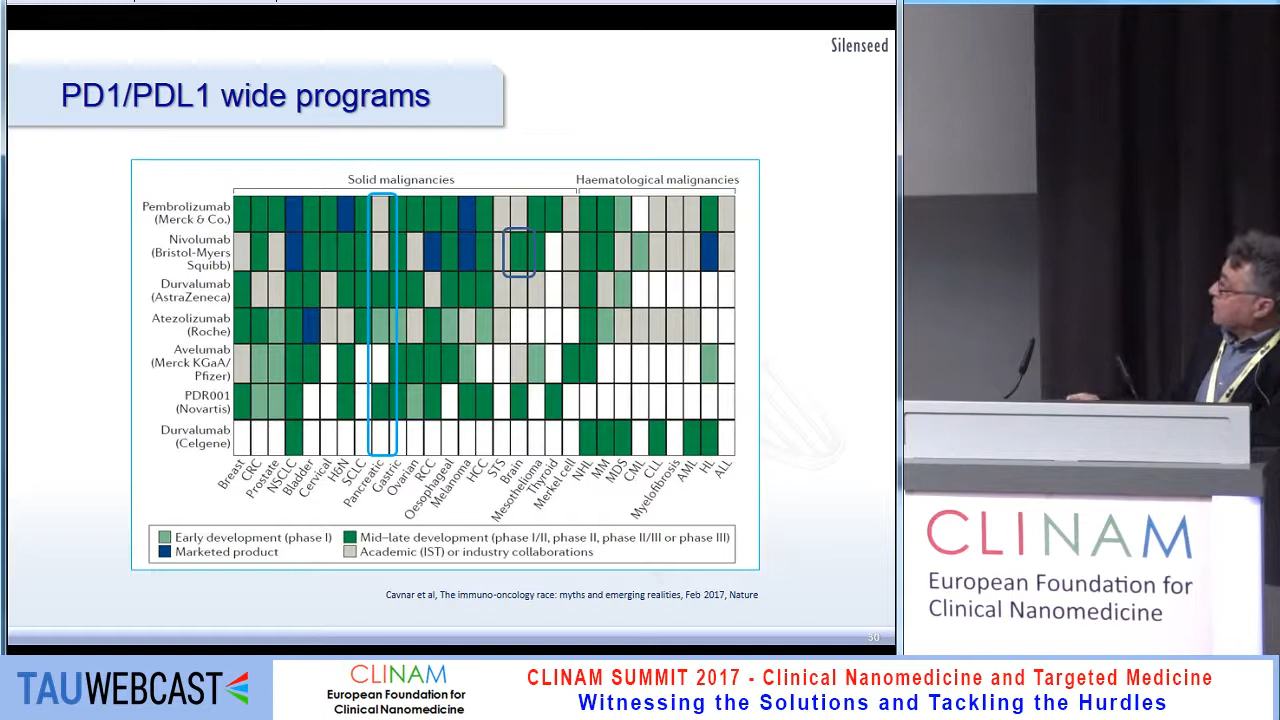 Silenseed
PD1/PDL1 wide programs
Solid malignancies
Haematological malignancies
Pembrolizumab
(Merck & Co.)
Nivolumab
(Bristol-Myers
Squibb)
Durvalumab
(AstraZeneca)
Atezolizumab
(Roche)
Avelumab
(Merck KGaA/
Pfizer)
PDR001
(Novartis)
Durvalumab
(Celgene)
Breast
CRC
Prostate
NSCLC
Bladder
Cervical
H&N
SCLC
Pancreatic
Gastric
Ovarian
RCC
Oesophageal
Melanoma
HCC
STS
Brain
Mesothelioma
Thyroid
Merkel cell
NHL
MM
MDS
CML
CLL
Myelofibrosis
AML
HL
ALL
Early development (phase I)
Mid–late development (phase I/II, phase II, phase II/III or phase III)
Marketed product
Academic (IST) or industry collaborations
Cavnar et al, The immuno-oncology race: myths and emerging realities, Feb 2017, Nature
30
CLINAM
European Foundation for
Clinical Nanomedicine
TAUWEBCAST
CLINAM
European Foundation for
Clinical Nanomedicine
CLINAM SUMMIT 2017 - Clinical Nanomedicine and Targeted Medicine
Witnessing the Solutions and Tackling the Hurdles